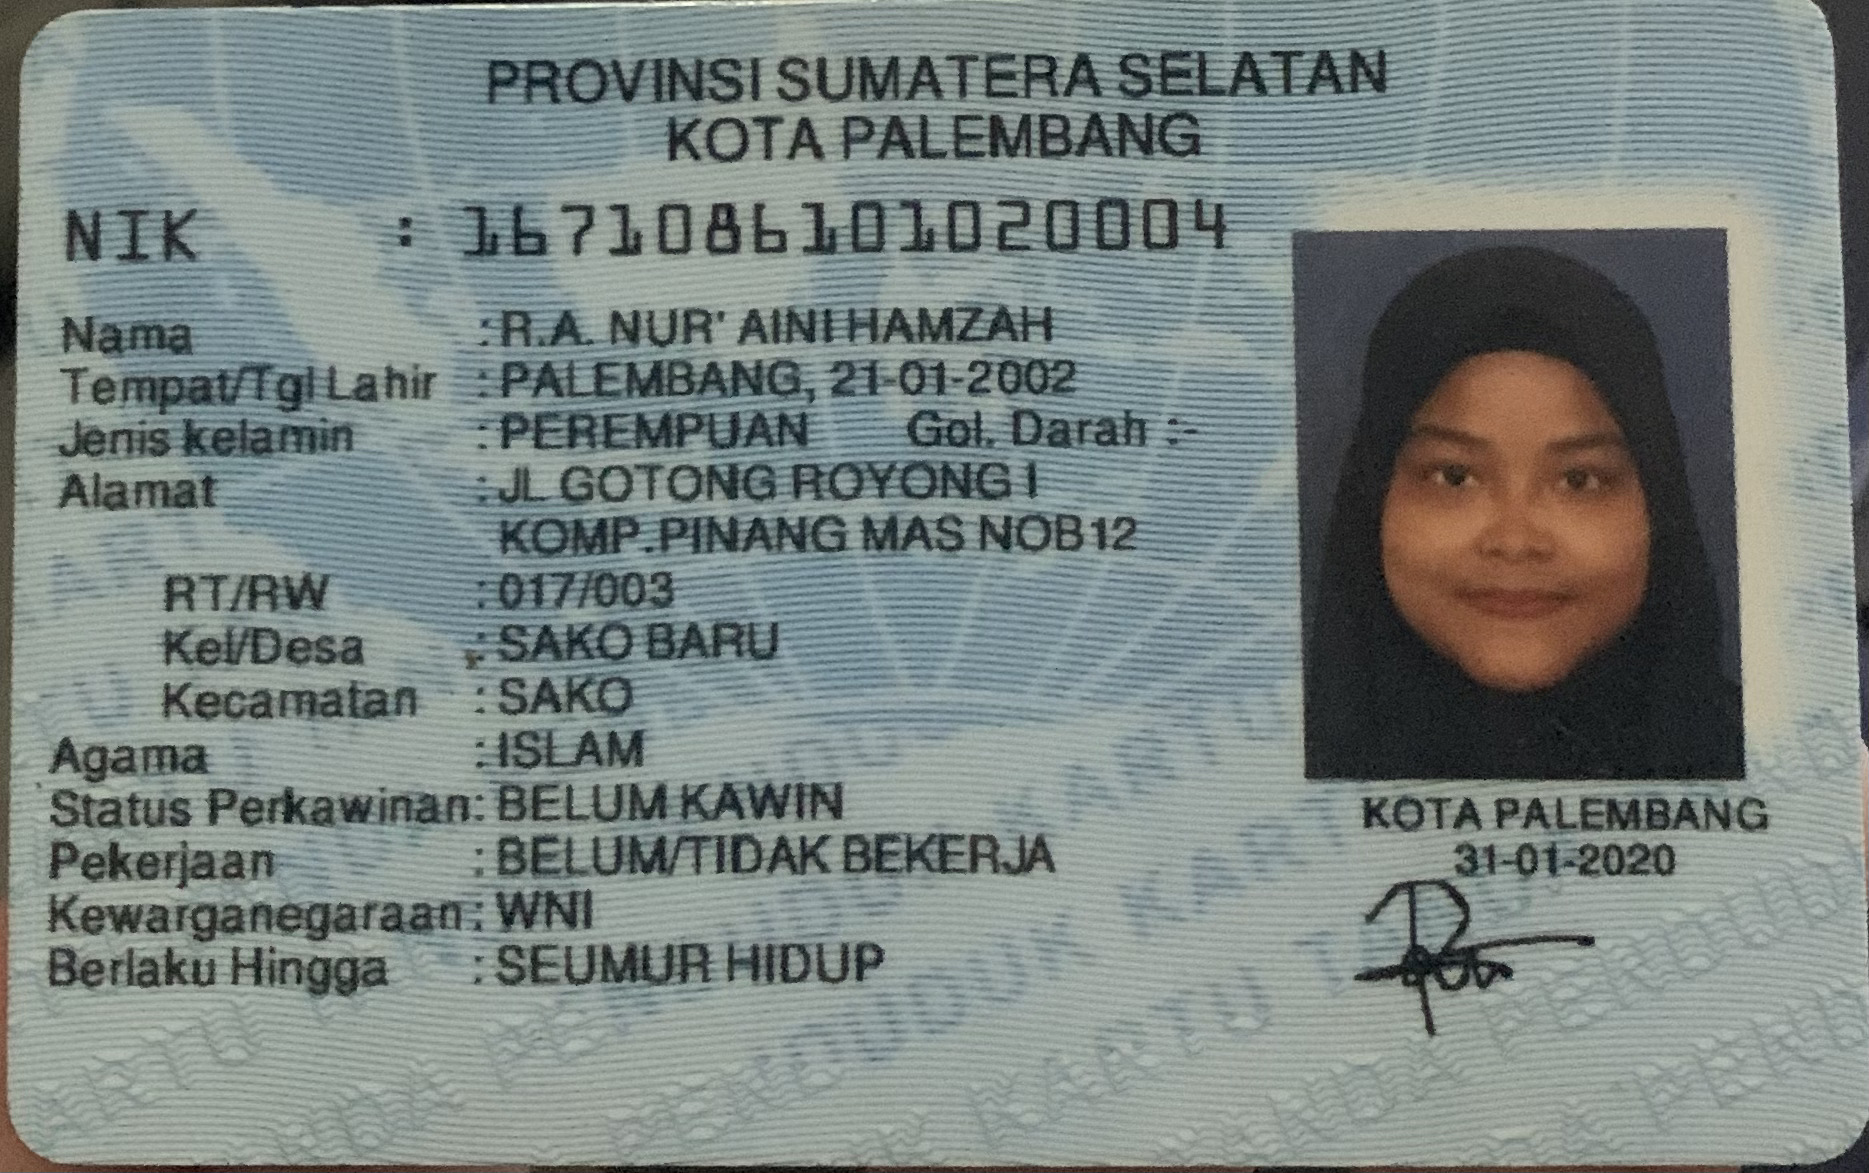 PROVINSI SUMATERA SELATAN
KOTA PALEMBANG
NIK : 1671086101020004
Nama : R.A. NUR' AINI HAMZAH
Tempat/Tgl Lahir : PALEMBANG, 21-01-2002
Jenis kelamin : PEREMPUAN Gol. Darah :-
Alamat : JL GOTONG ROYONG I
KOMP.PINANG MAS NOB12
RT/RW : 017/003
Kel/Desa : SAKO BARU
Kecamatan : SAKO
Agama : ISLAM
Status Perkawinan: BELUM KAWIN
Pekerjaan : BELUM/TIDAK BEKERJA
Kewarganegaraan: WNI
Berlaku Hingga : SEUMUR HIDUP
KOTA PALEMBANG
31-01-2020